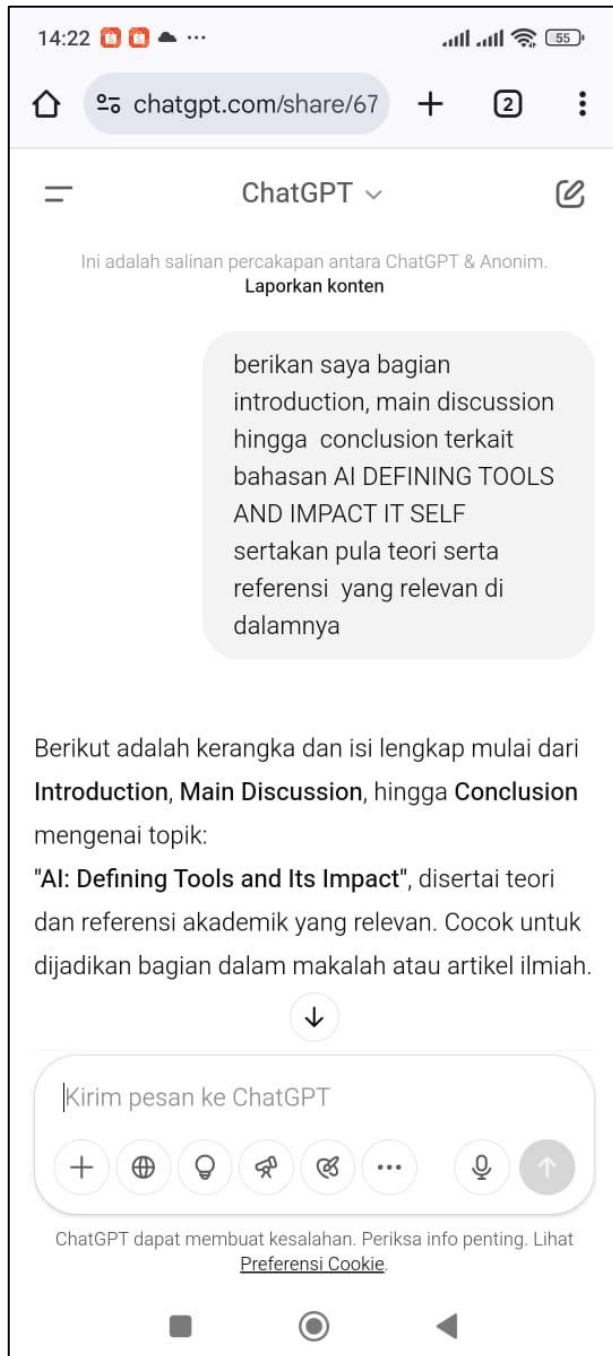 14:22 ...
55
chatgpt.com/share/67
2
ChatGPT
Ini adalah salinan percakapan antara ChatGPT & Anonim.
Laporkan konten
berikan saya bagian
introduction, main discussion
hingga  conclusion terkait
bahasan AI DEFINING TOOLS
AND IMPACT IT SELF
sertakan pula teori serta
referensi  yang relevan di
dalamnya
Berikut adalah kerangka dan isi lengkap mulai dari
Introduction, Main Discussion, hingga Conclusion
mengenai topik:
"AI: Defining Tools and Its Impact", disertai teori
dan referensi akademik yang relevan. Cocok untuk
dijadikan bagian dalam makalah atau artikel ilmiah.
Kirim pesan ke ChatGPT
ChatGPT dapat membuat kesalahan. Periksa info penting. Lihat
Preferensi Cookie.